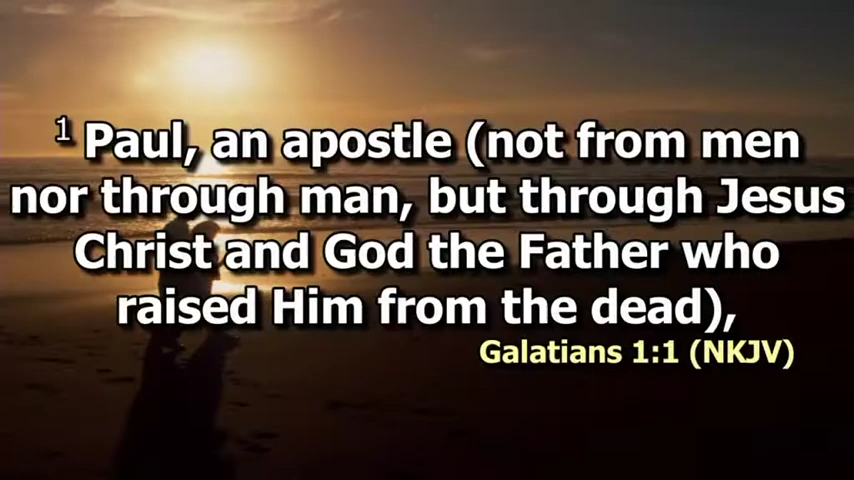 1 Paul, an apostle (not from men
nor through man, but through Jesus
Christ and God the Father who
raised Him from the dead),
Galatians 1:1 (NKJV)